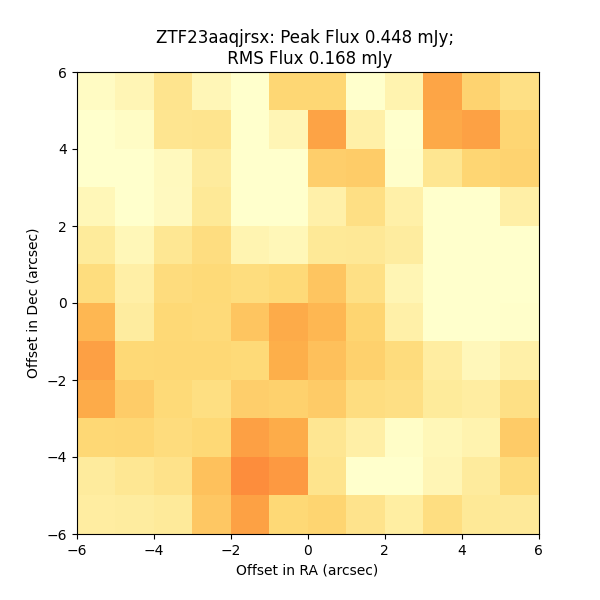 ZTF23aaqjrsx: Peak Flux 0.448 mJy;
RMS Flux 0.168 mJy
6
4
2
0
−2
−4
−6
Offset in Dec (arcsec)
−6 −4 −2 0 2 4 6
Offset in RA (arcsec)